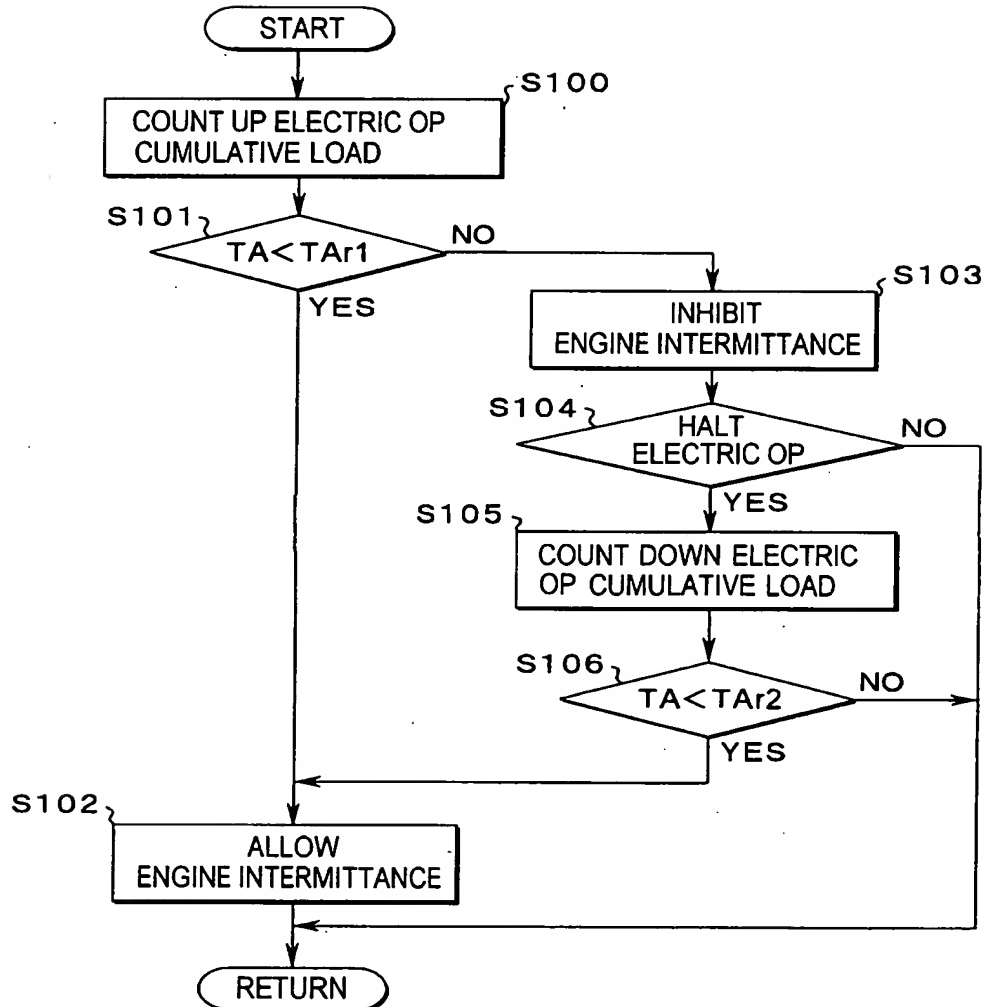 START
S100
COUNT UP ELECTRIC OP
CUMULATIVE LOAD
S101
TA<TAr1
NO
YES
S103
INHIBIT
ENGINE INTERMITTANCE
S104
HALT
ELECTRIC OP
NO
YES
S105
COUNT DOWN ELECTRIC
OP CUMULATIVE LOAD
S106
TA<TAr2
NO
YES
S102
ALLOW
ENGINE INTERMITTANCE
RETURN